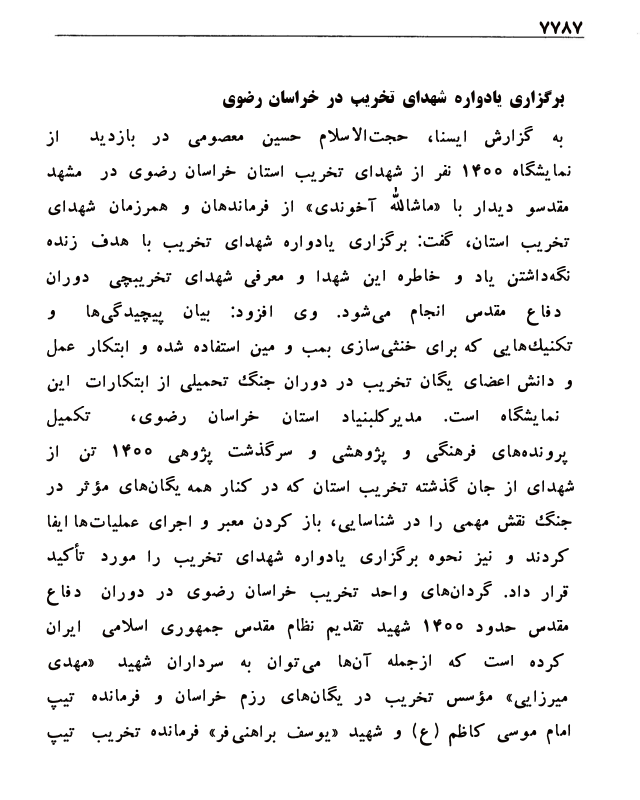 ۷۷۸۷
برگزاری یادواره شهدای تخریب در خراسان رضوی
به گزارش ایسنا، حجت‌الاسلام حسین معصومی در بازدید از
نمایشگاه ۱۴۰۰ نفر از شهدای تخریب استان خراسان رضوی در مشهد
مقدسو دیدار با «ماشاالله آخوندی» از فرماندهان و همرزمان شهدای
تخریب استان، گفت: برگزاری یادواره شهدای تخریب با هدف زنده
نگه‌داشتن یاد و خاطره این شهدا و معرفی شهدای تخریبچی دوران
دفاع مقدس انجام می‌شود. وی افزود: بیان پیچیدگی‌ها و
تکنیک‌هایی که برای خنثی‌سازی بمب و مین استفاده شده و ابتکار عمل
و دانش اعضای یگان تخریب در دوران جنگ تحمیلی از ابتکارات این
نمایشگاه است. مدیرکلبنیاد استان خراسان رضوی، تکمیل
پرونده‌های فرهنگی و پژوهشی و سرگذشت پژوهی ۱۴۰۰ تن از
شهدای از جان گذشته تخریب استان که در کنار همه یگان‌های مؤثر در
جنگ نقش مهمی را در شناسایی، باز کردن معبر و اجرای عملیات‌ها ایفا
کردند و نیز نحوه برگزاری یادواره شهدای تخریب را مورد تأکید
قرار داد. گردان‌های واحد تخریب خراسان رضوی در دوران دفاع
مقدس حدود ۱۴۰۰ شهید تقدیم نظام مقدس جمهوری اسلامی ایران
کرده است که ازجمله آن‌ها می‌توان به سرداران شهید «مهدی
میرزایی» مؤسس تخریب در یگان‌های رزم خراسان و فرمانده تیپ
امام موسی کاظم (ع) و شهید «یوسف براهنی‌فر» فرمانده تخریب تیپ